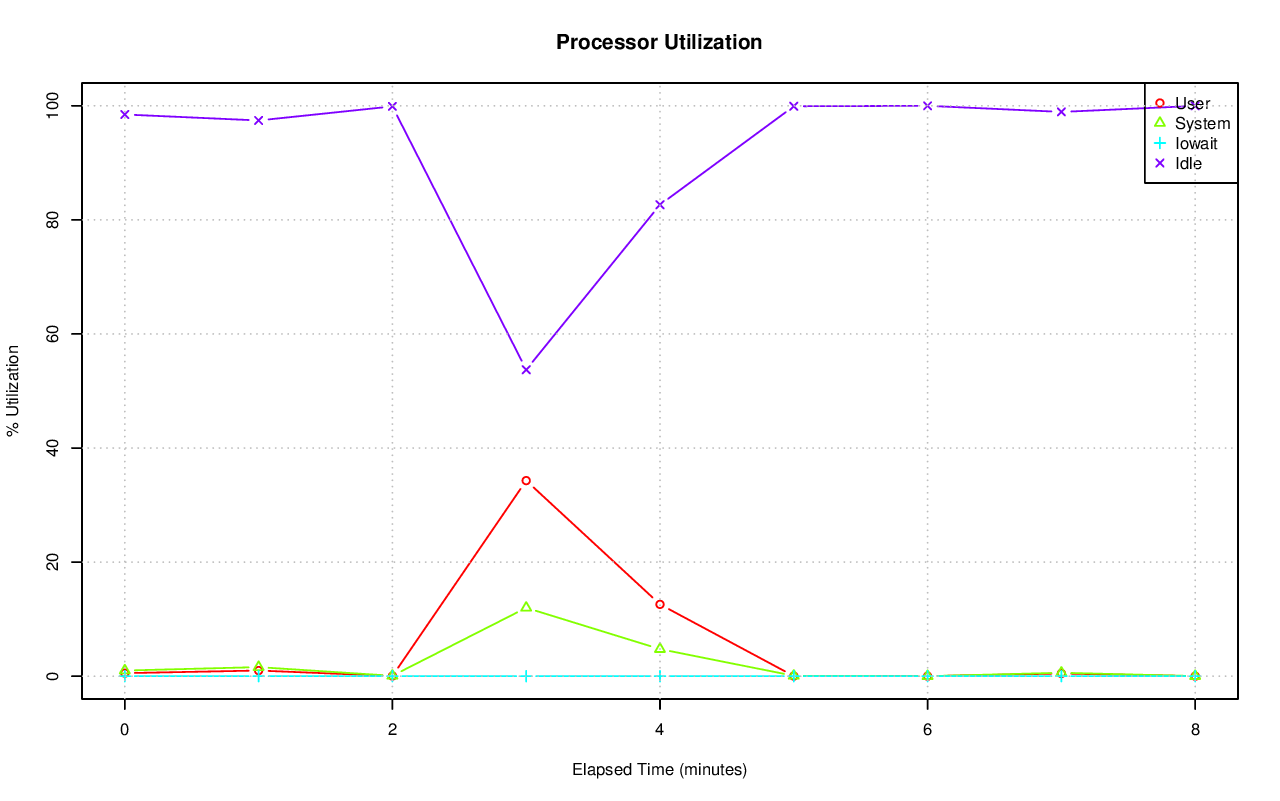 Processor Utilization
% Utilization
100
80
60
40
20
0
User
System
Iowait
Idle
0 2 4 6 8
Elapsed Time (minutes)